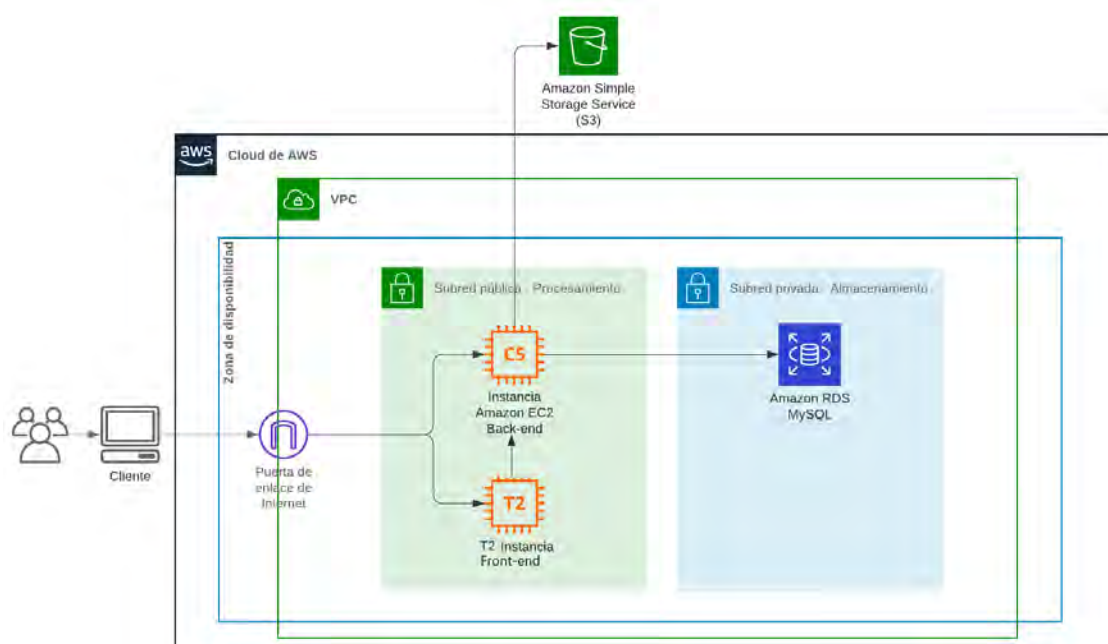 Amazon Simple
Storage Service
(S3)
aws
Cloud de AWS
VPC
Zona de disponibilidad
Subred pública - Procesamiento
Subred privada - Almacenamiento
C5
Instancia
Amazon EC2
Back-end
Amazon RDS
MySQL
Cliente
Puerta de
enlace de
Internet
T2
T2 Instancia
Front-end